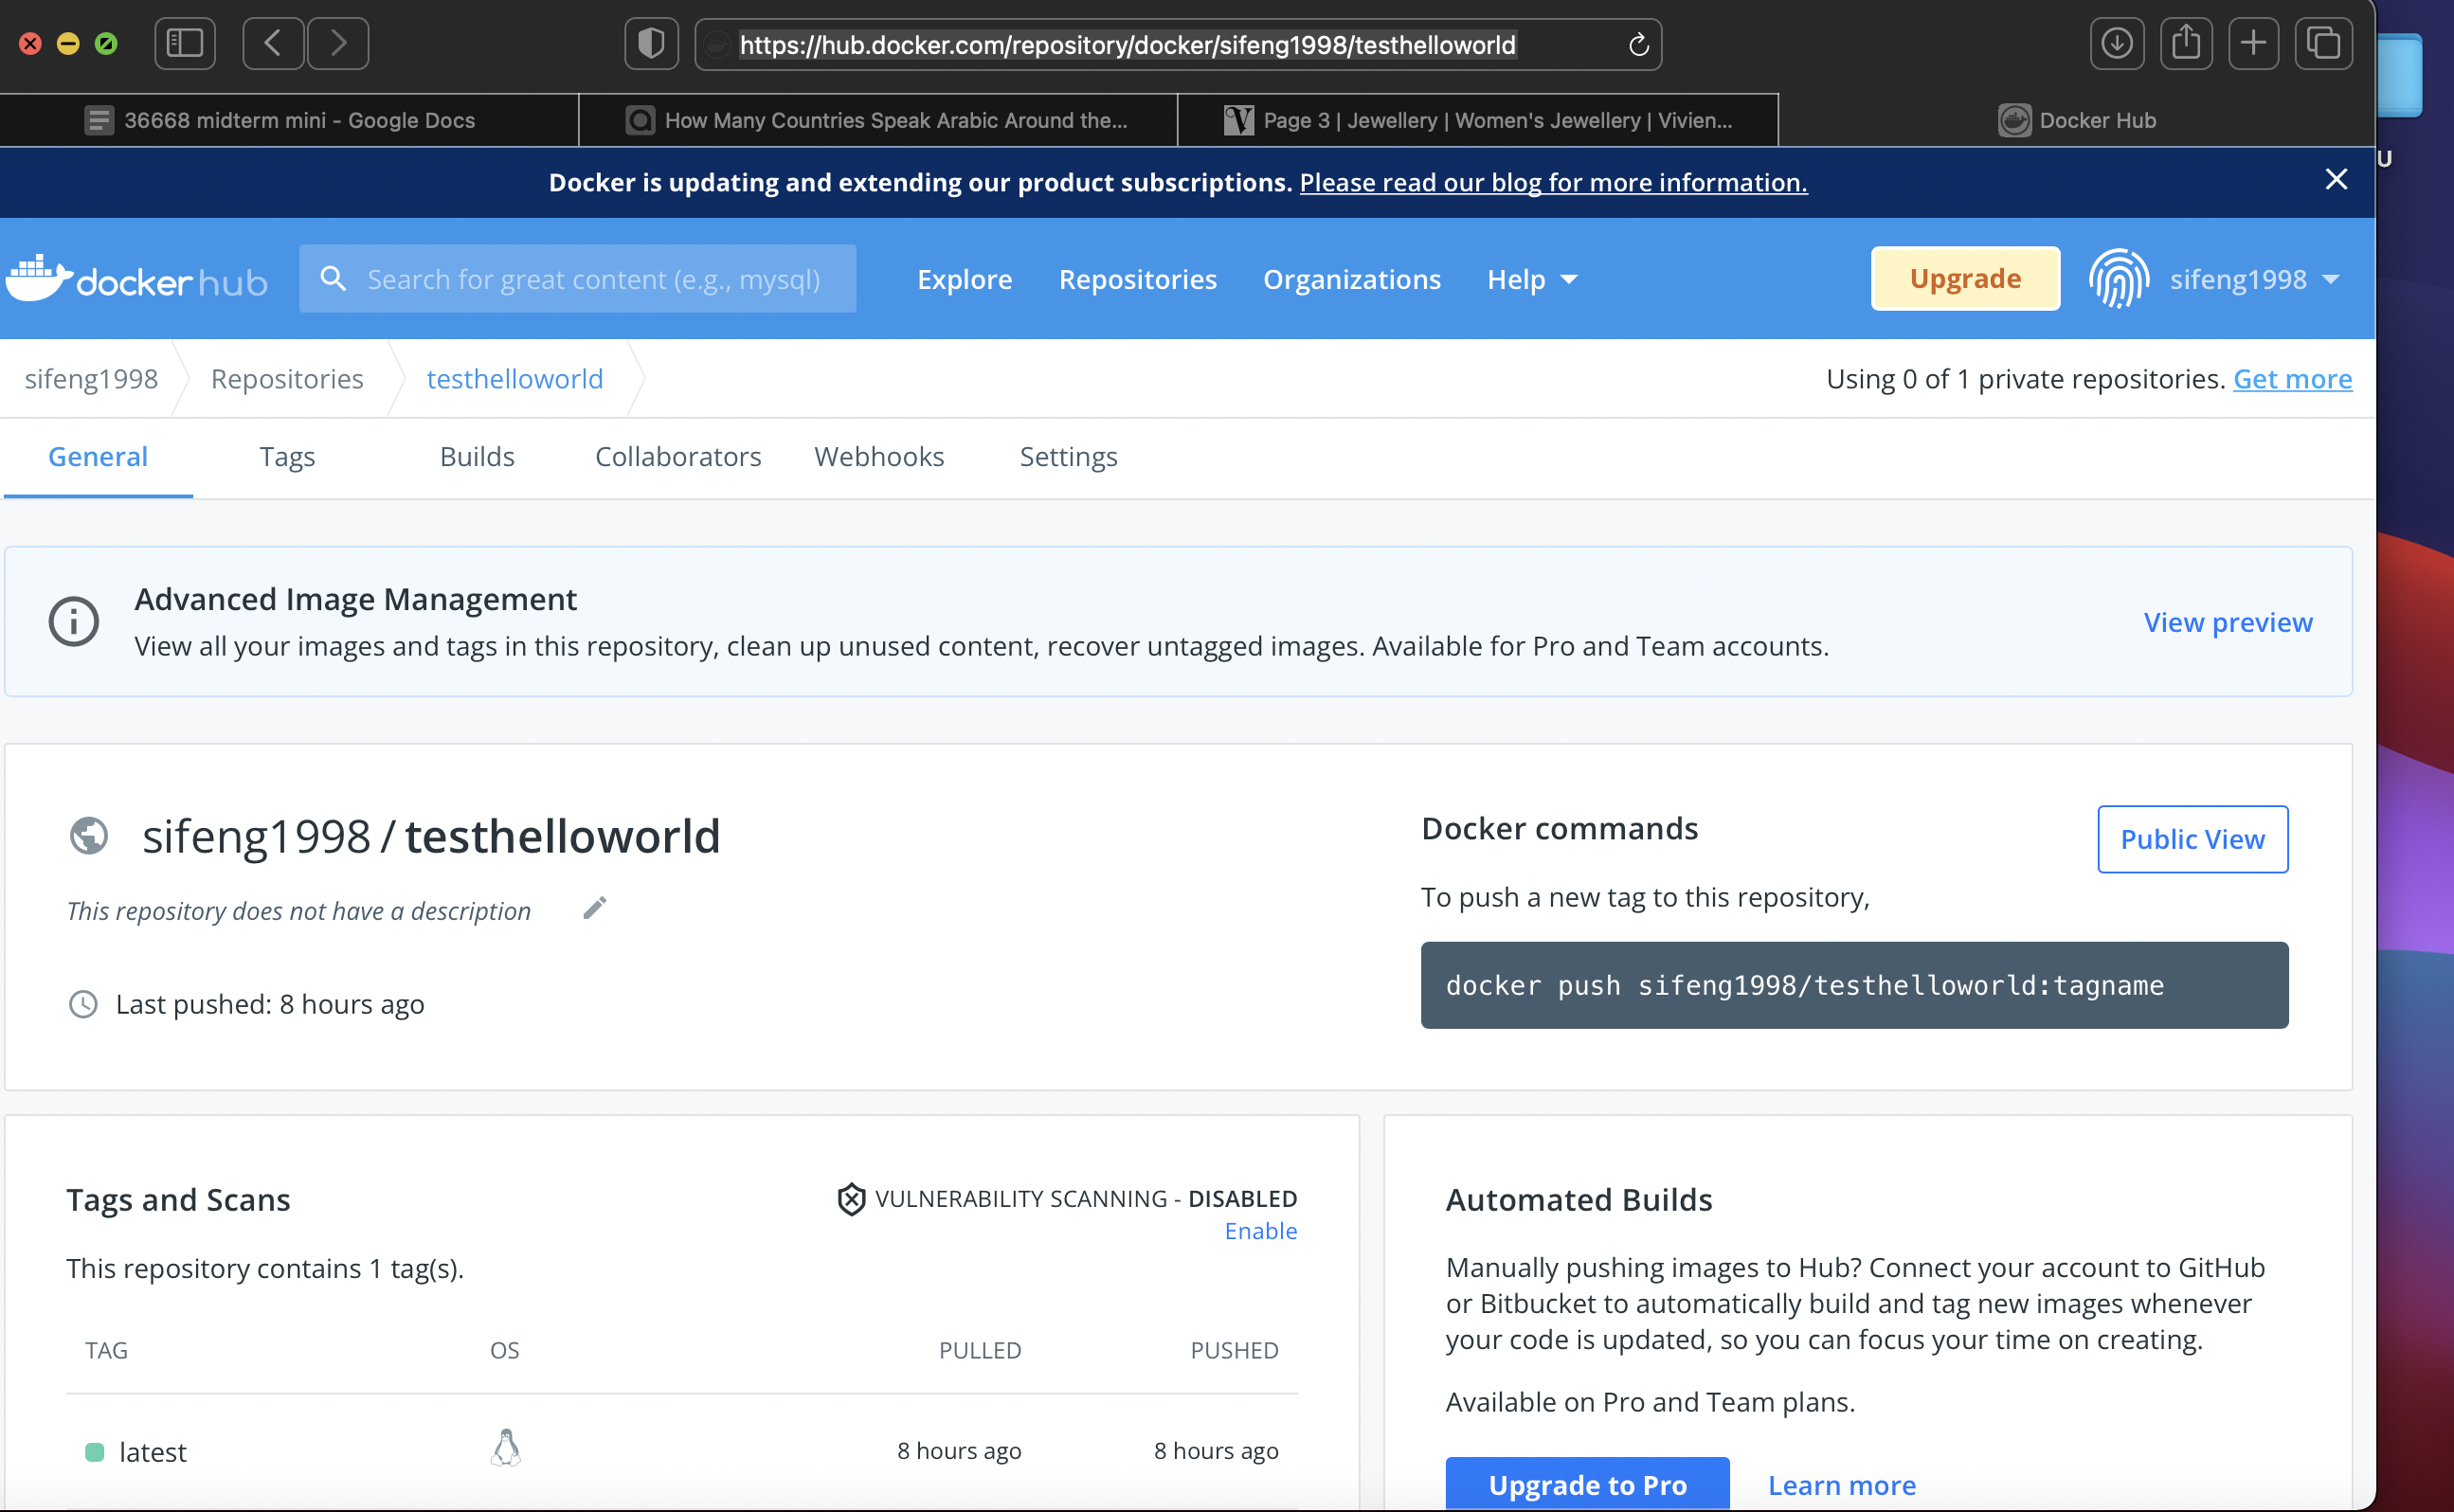 https://hub.docker.com/repository/docker/sifeng1998/testhelloworld
36668 midterm mini - Google Docs
How Many Countries Speak Arabic Around the...
Page 3 | Jewellery | Women's Jewellery | Vivien...
Docker Hub
U
Docker is updating and extending our product subscriptions. Please read our blog for more information.
docker hub
Search for great content (e.g., mysql)
Explore
Repositories
Organizations
Help
Upgrade
sifeng1998
sifeng1998
Repositories
testhelloworld
Using 0 of 1 private repositories. Get more
General
Tags
Builds
Collaborators
Webhooks
Settings
Advanced Image Management
View all your images and tags in this repository, clean up unused content, recover untagged images. Available for Pro and Team accounts.
View preview
sifeng1998 / testhelloworld
This repository does not have a description
Last pushed: 8 hours ago
Docker commands
Public View
To push a new tag to this repository,
docker push sifeng1998/testhelloworld:tagname
Tags and Scans
VULNERABILITY SCANNING - DISABLED
Enable
This repository contains 1 tag(s).
TAG
OS
PULLED
PUSHED
latest
8 hours ago
8 hours ago
Automated Builds
Manually pushing images to Hub? Connect your account to GitHub
or Bitbucket to automatically build and tag new images whenever
your code is updated, so you can focus your time on creating.
Available on Pro and Team plans.
Upgrade to Pro
Learn more